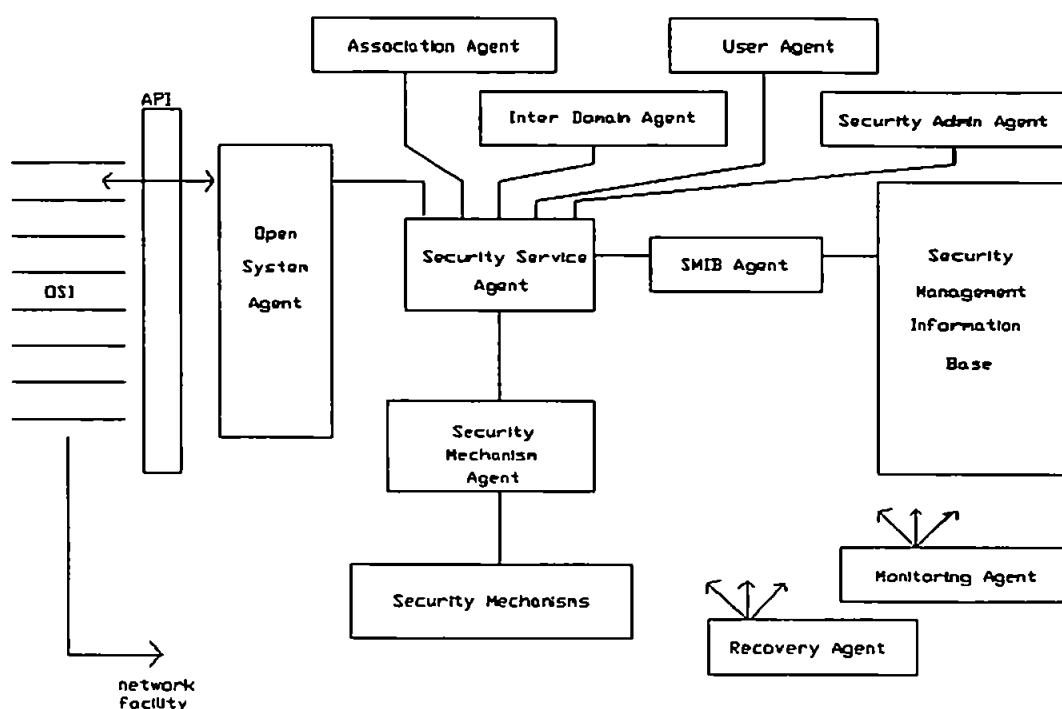 Association Agent
User Agent
API
Inter Domain Agent
Security Admin Agent
Open
System
Agent
OSI
Security Service
Agent
SMIB Agent
Security
Management
Information
Base
Security
Mechanism
Agent
Security Mechanisms
Monitoring Agent
Recovery Agent
network
facility